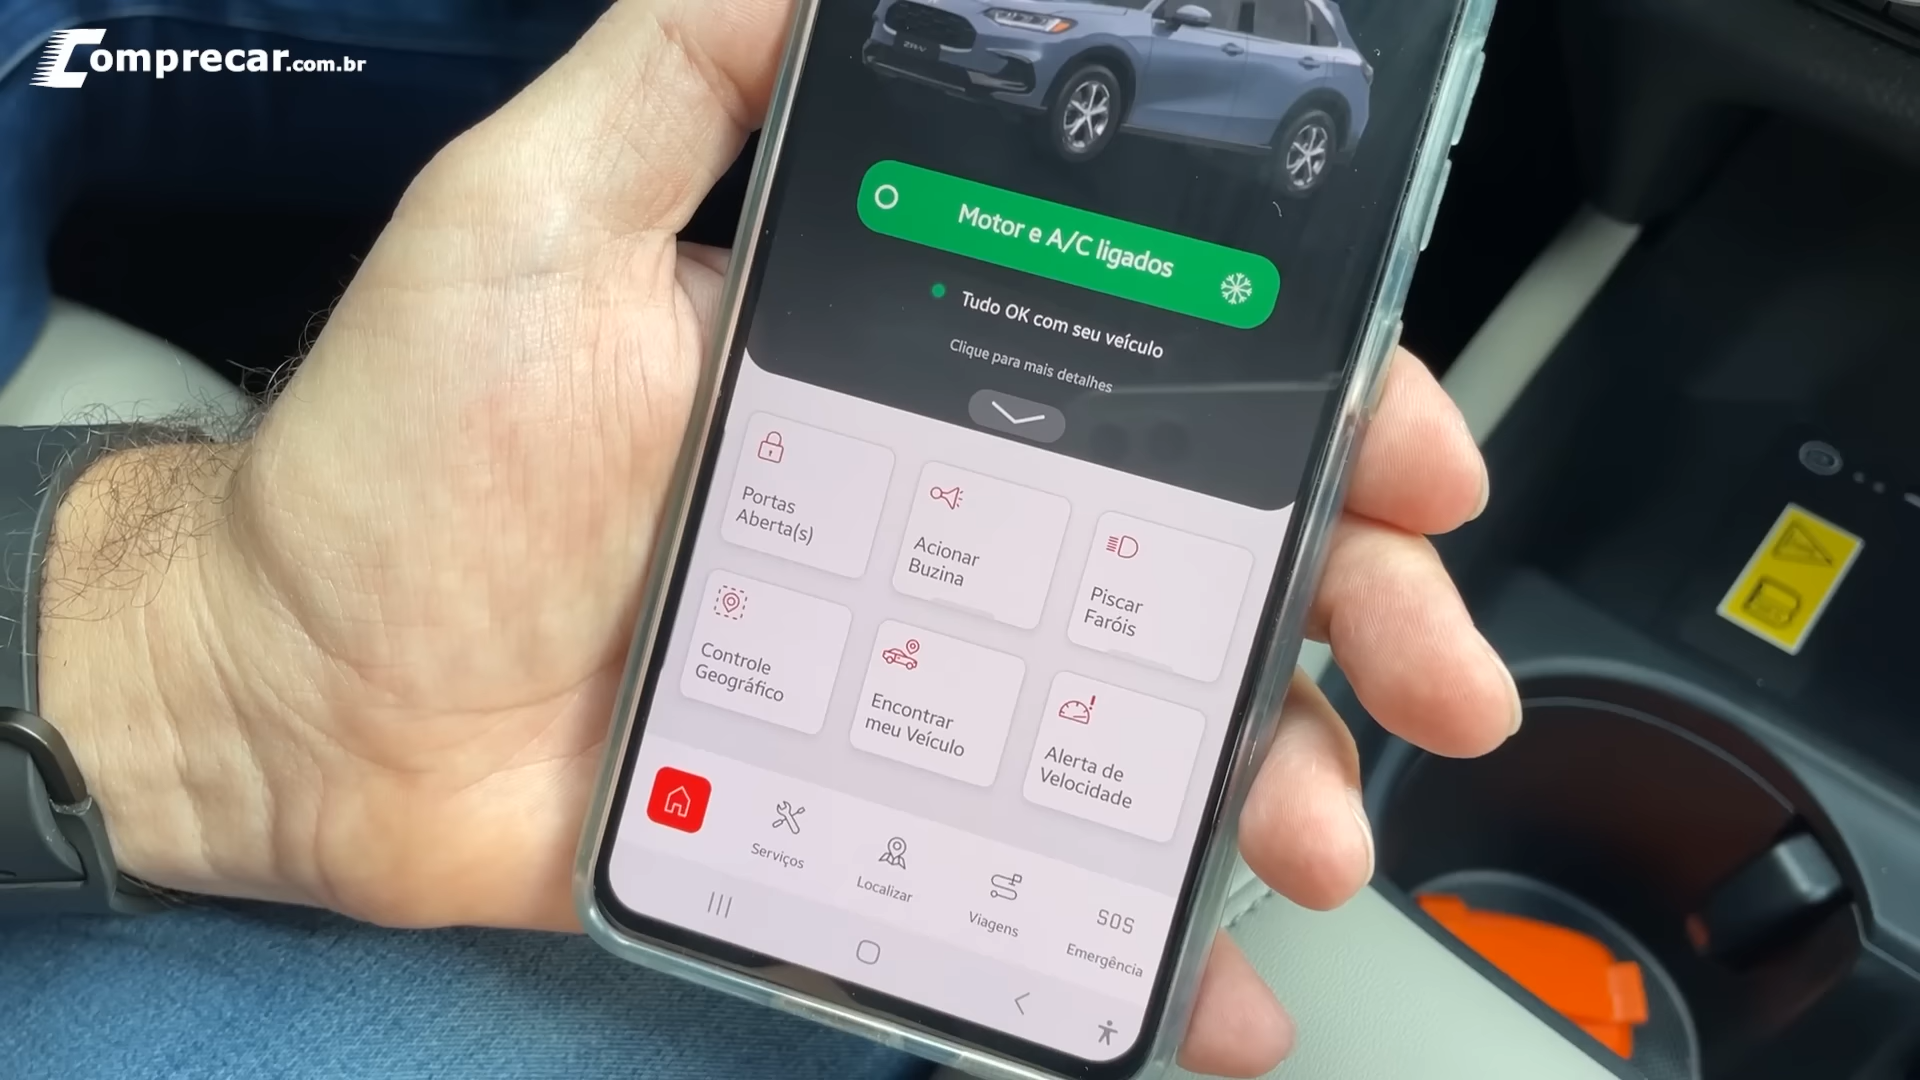 Comprecar.com.br
ZR-V
Motor e A/C ligados
Tudo OK com seu veículo
Clique para mais detalhes
Portas
Aberta(s)
Acionar
Buzina
Piscar
Faróis
Controle
Geográfico
Encontrar
meu Veículo
Alerta de
Velocidade
Serviços
Localizar
Viagens
SOS
Emergência